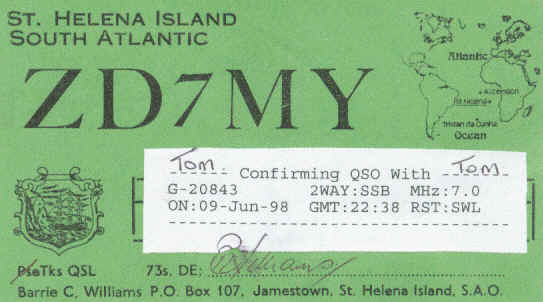 ST. HELENA ISLAND
SOUTH ATLANTIC
ZD7MY
Atlantic
Ascension
St Helena
Tristan da Cunha
Ocean
Tom Confirming QSO With Tom
G-20843 2WAY:SSB MHz:7.0
ON:09-Jun-98 GMT:22:38 RST:SWL
PseTks QSL 73s. DE: BWilliams
Barrie C, Williams P.O. Box 107, Jamestown, St. Helena Island, S.A.O.